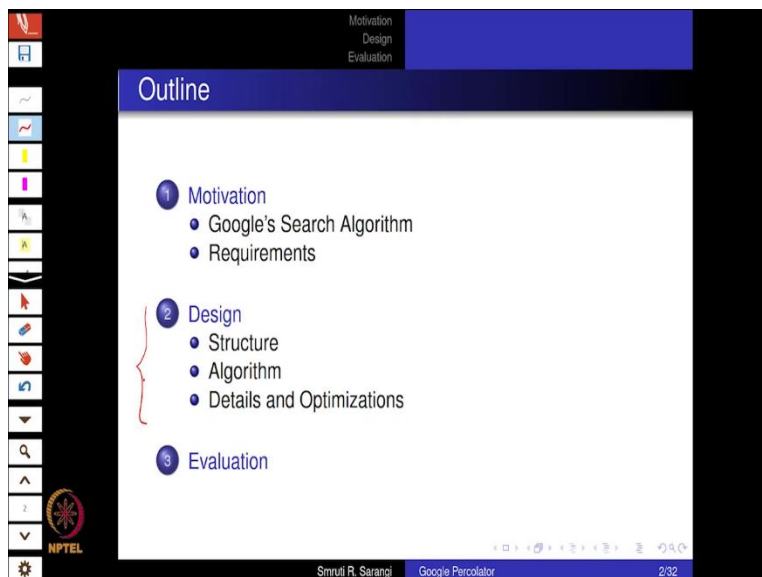 Motivation
Design
Evaluation
Outline
1 Motivation
Google's Search Algorithm
Requirements
2 Design
Structure
Algorithm
Details and Optimizations
3 Evaluation
2
NPTEL
Smruti R. Sarangi Google Percolator 2/32